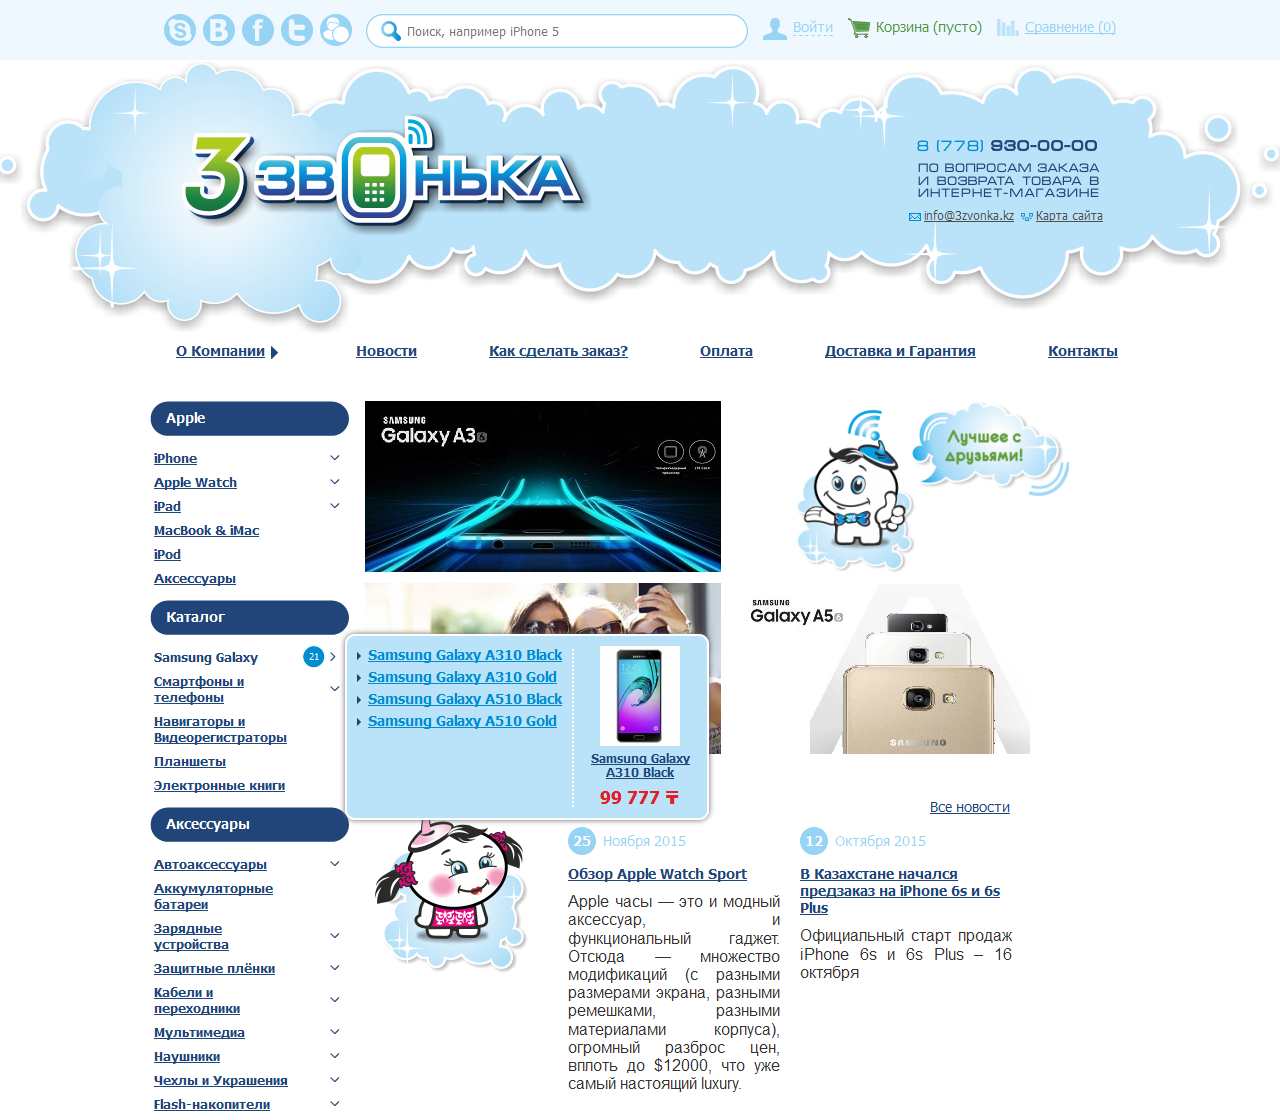 Поиск, например iPhone 5
Войти
Корзина (пусто)
Сравнение (0)
3 ЗВОНЬКА
8 (778) 930-00-00
ПО ВОПРОСАМ ЗАКАЗА
И ВОЗВРАТА ТОВАРА В
ИНТЕРНЕТ-МАГАЗИНЕ
info@3zvonka.kz Карта сайта
О Компании
Новости
Как сделать заказ?
Оплата
Доставка и Гарантия
Контакты
Apple
iPhone
Apple Watch
iPad
MacBook & iMac
iPod
Аксессуары
Каталог
Samsung Galaxy 21
Смартфоны и
телефоны
Навигаторы и
Видеорегистраторы
Планшеты
Электронные книги
Аксессуары
Автоаксессуары
Аккумуляторные
батареи
Зарядные
устройства
Защитные плёнки
Кабели и
переходники
Мультимедиа
Наушники
Чехлы и Украшения
Flash-накопители
SAMSUNG
Galaxy A3 6
Лучшее с
друзьями!
SAMSUNG
Galaxy A5 6
SAMSUNG
Samsung Galaxy A310 Black
Samsung Galaxy A310 Gold
Samsung Galaxy A510 Black
Samsung Galaxy A510 Gold
Samsung Galaxy
A310 Black
99 777 ₸
Все новости
25 Ноября 2015
Обзор Apple Watch Sport
Apple часы — это и модный
аксессуар, и
функциональный гаджет.
Отсюда — множество
модификаций (с разными
размерами экрана, разными
ремешками, разными
материалами корпуса),
огромный разброс цен,
вплоть до $12000, что уже
самый настоящий luxury.
12 Октября 2015
В Казахстане начался
предзаказ на iPhone 6s и 6s
Plus
Официальный старт продаж
iPhone 6s и 6s Plus – 16
октября